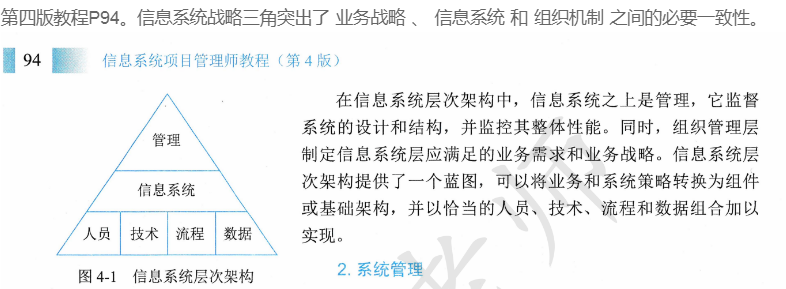 第四版教程P94。信息系统战略三角突出了 业务战略 、 信息系统 和 组织机制 之间的必要一致性。
94 信息系统项目管理师教程（第 4 版）
管理
信息系统
人员 技术 流程 数据
图 4-1 信息系统层次架构
在信息系统层次架构中，信息系统之上是管理，它监督
系统的设计和结构，并监控其整体性能。同时，组织管理层
制定信息系统层应满足的业务需求和业务战略。信息系统层
次架构提供了一个蓝图，可以将业务和系统策略转换为组件
或基础架构，并以恰当的人员、技术、流程和数据组合加以
实现。
2. 系统管理
老师